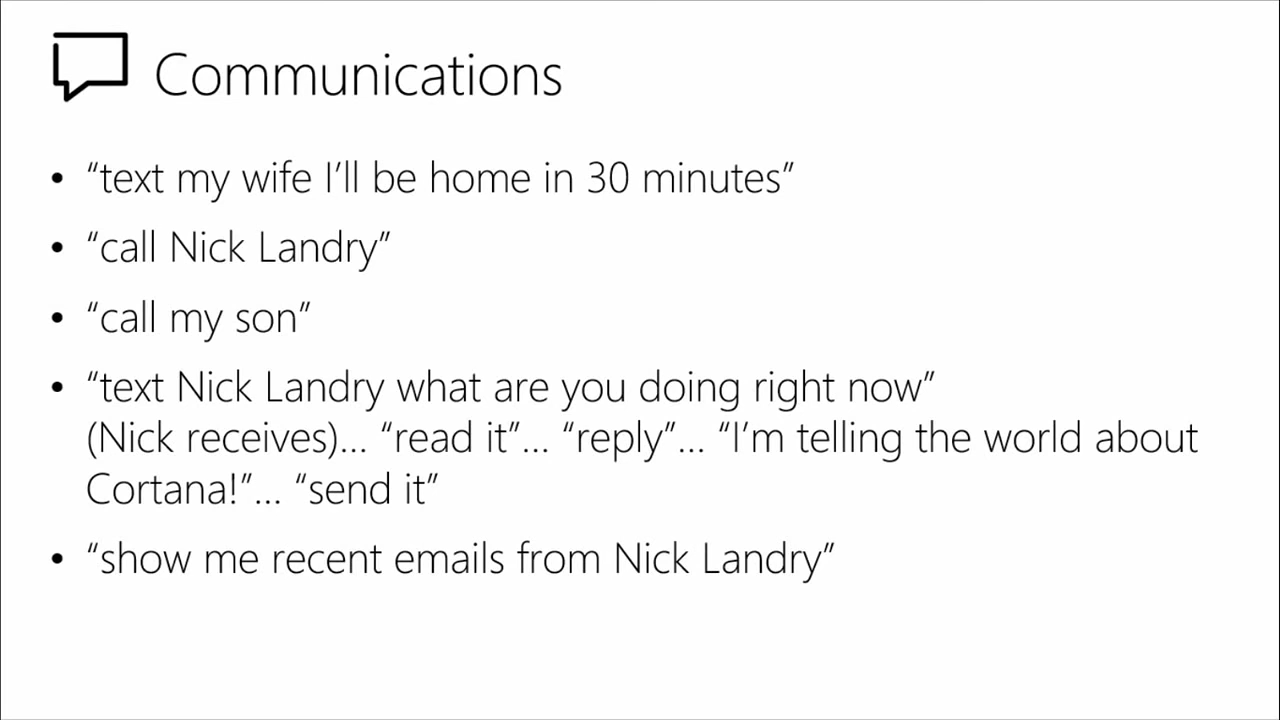 Communications
• “text my wife I’ll be home in 30 minutes”
• “call Nick Landry”
• “call my son”
• “text Nick Landry what are you doing right now”
(Nick receives)… “read it”… “reply”… “I’m telling the world about
Cortana!”… “send it”
• “show me recent emails from Nick Landry”